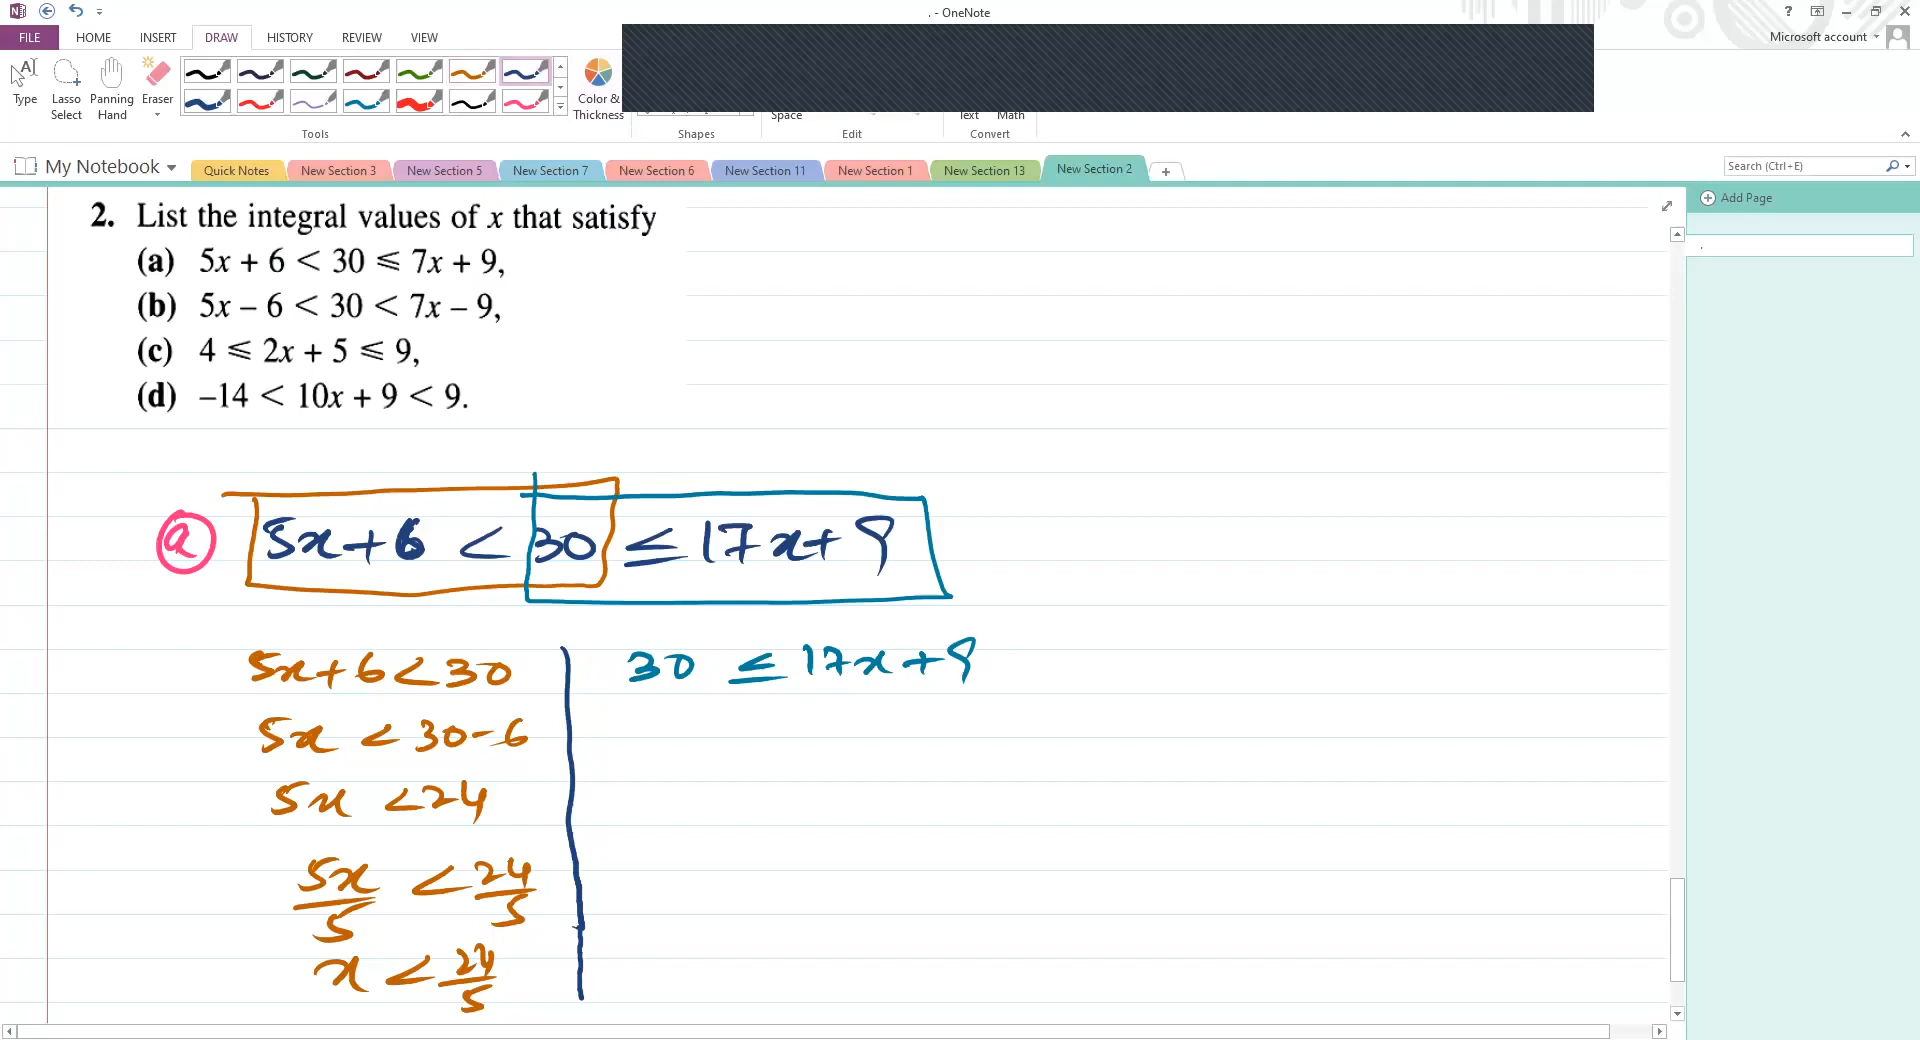 . - OneNote
?
FILE HOME INSERT DRAW HISTORY REVIEW VIEW
Microsoft account
Type Lasso Select Panning Hand Eraser
Color & Thickness
Space Text Math
Tools Shapes Edit Convert
My Notebook Quick Notes New Section 3 New Section 5 New Section 7 New Section 6 New Section 11 New Section 1 New Section 13 New Section 2 +
Search (Ctrl+E)
Add Page
.
2. List the integral values of x that satisfy
(a) 5x + 6 < 30 ⩽ 7x + 9,
(b) 5x – 6 < 30 < 7x – 9,
(c) 4 ⩽ 2x + 5 ⩽ 9,
(d) –14 < 10x + 9 < 9.
a 5x+6 < 30 ≤ 17x+9
5x+6<30
5x < 30-6
5x <24
5x/5 < 24/5
x < 24/5
30 ≤ 17x+9